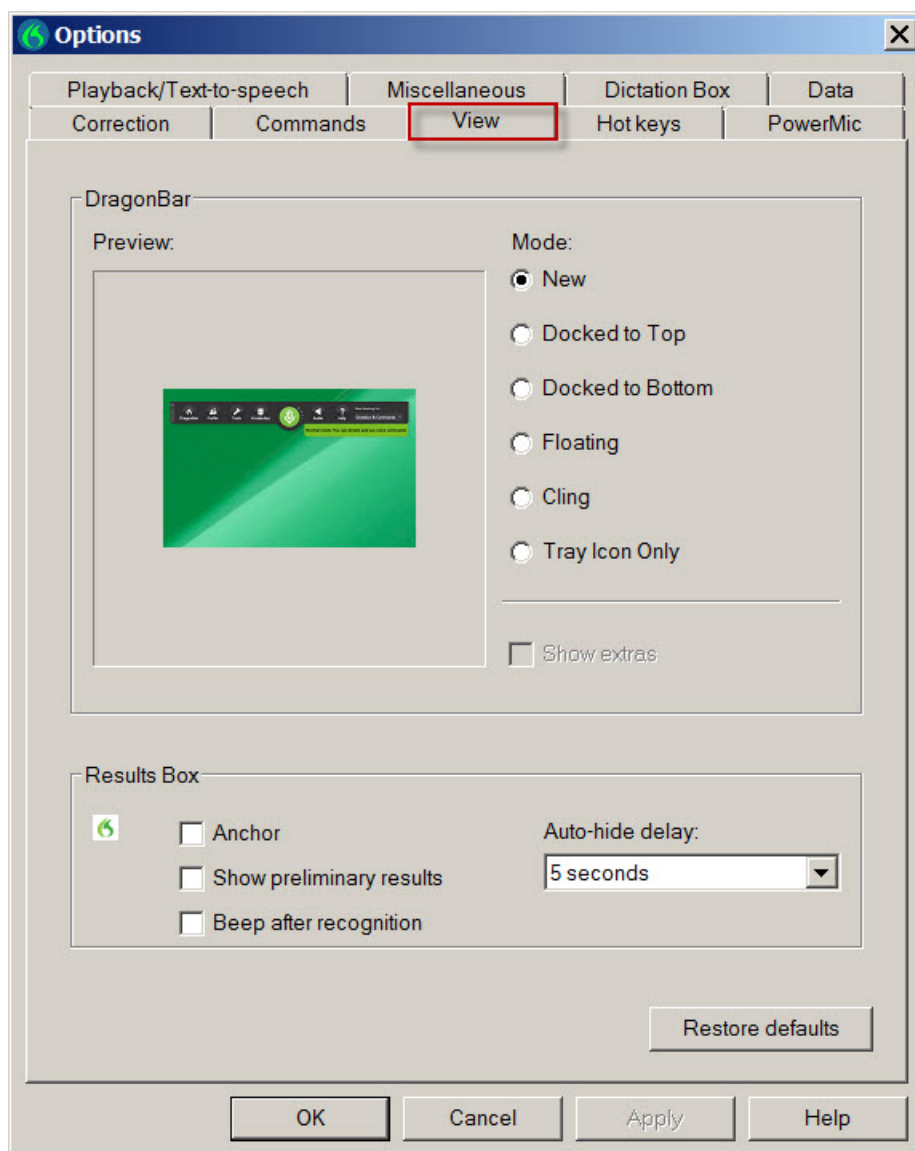 Options
Playback/Text-to-speech Miscellaneous Dictation Box Data
Correction Commands View Hot keys PowerMic
DragonBar
Preview:
Mode:
New
Docked to Top
Docked to Bottom
Floating
Cling
Tray Icon Only
Show extras
Results Box
Anchor
Show preliminary results
Beep after recognition
Auto-hide delay:
5 seconds
Restore defaults
OK Cancel Apply Help